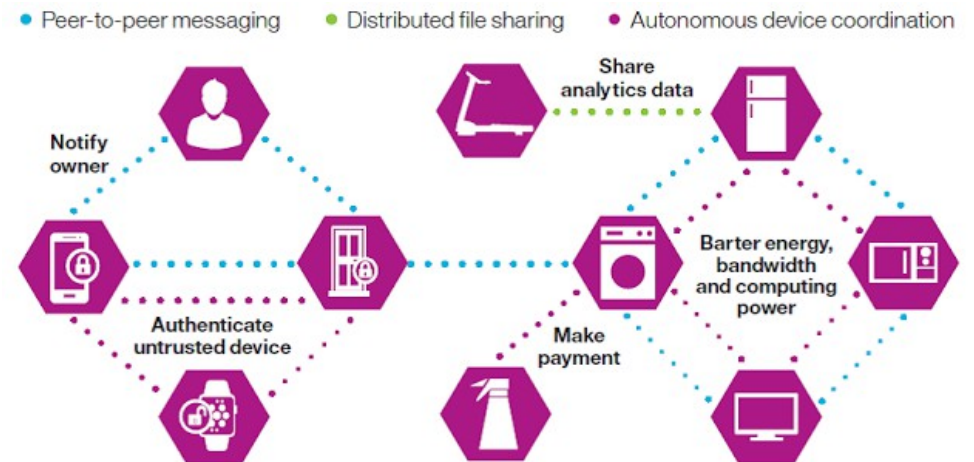 Peer-to-peer messaging
Distributed file sharing
Autonomous device coordination
Share
analytics data
Notify
owner
Barter energy,
bandwidth
and computing
power
Authenticate
untrusted device
Make
payment